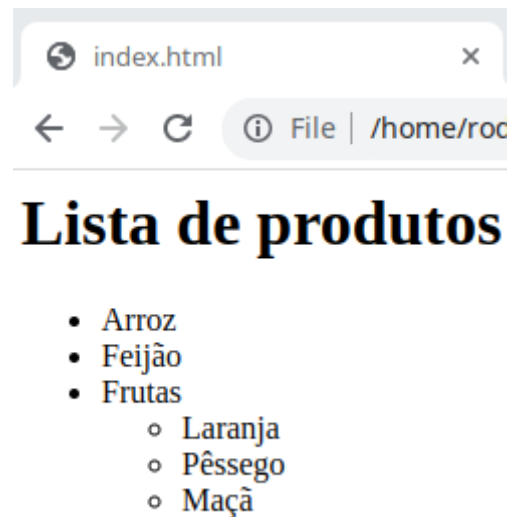 index.html
File /home/roc
Lista de produtos
Arroz
Feijão
Frutas
Laranja
Pêssego
Maçã